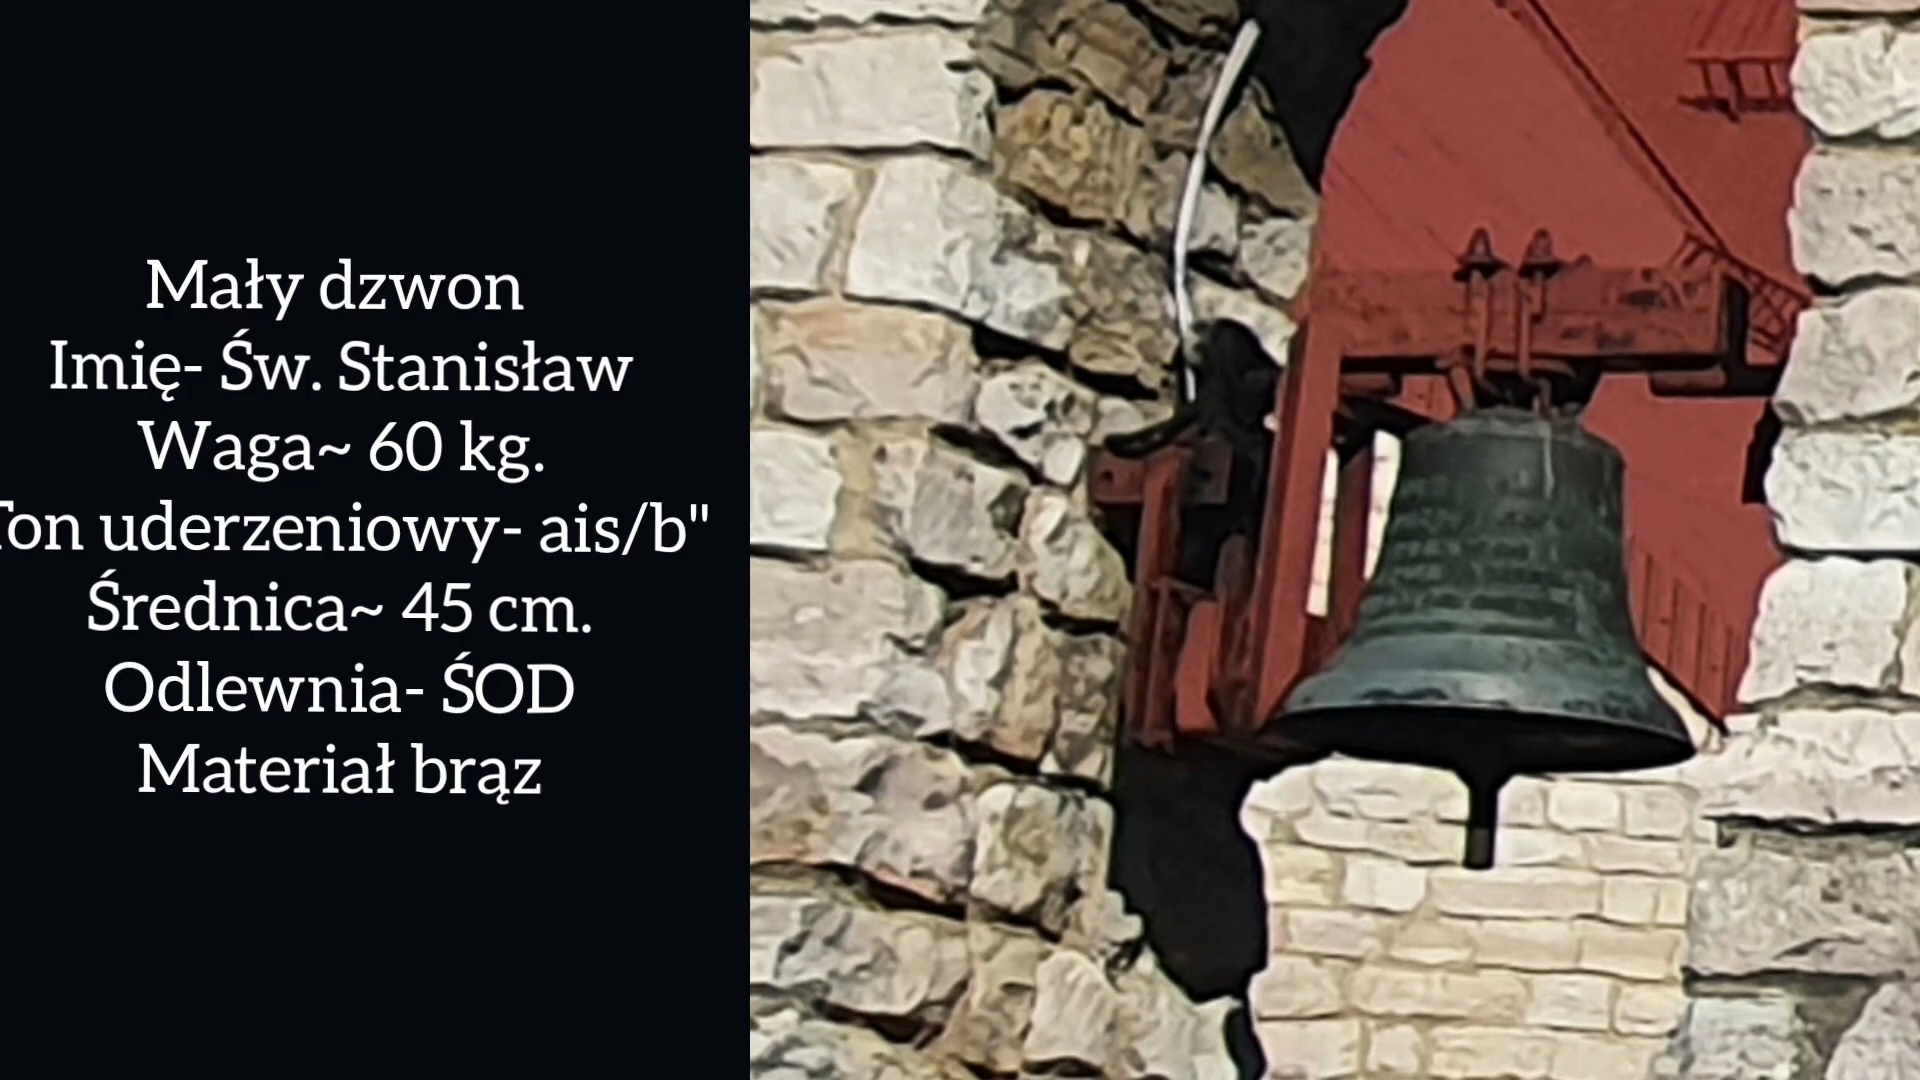 Mały dzwon
Imię- Św. Stanisław
Waga~ 60 kg.
Ton uderzeniowy- ais/b"
Średnica~ 45 cm.
Odlewnia- ŚOD
Materiał brąz